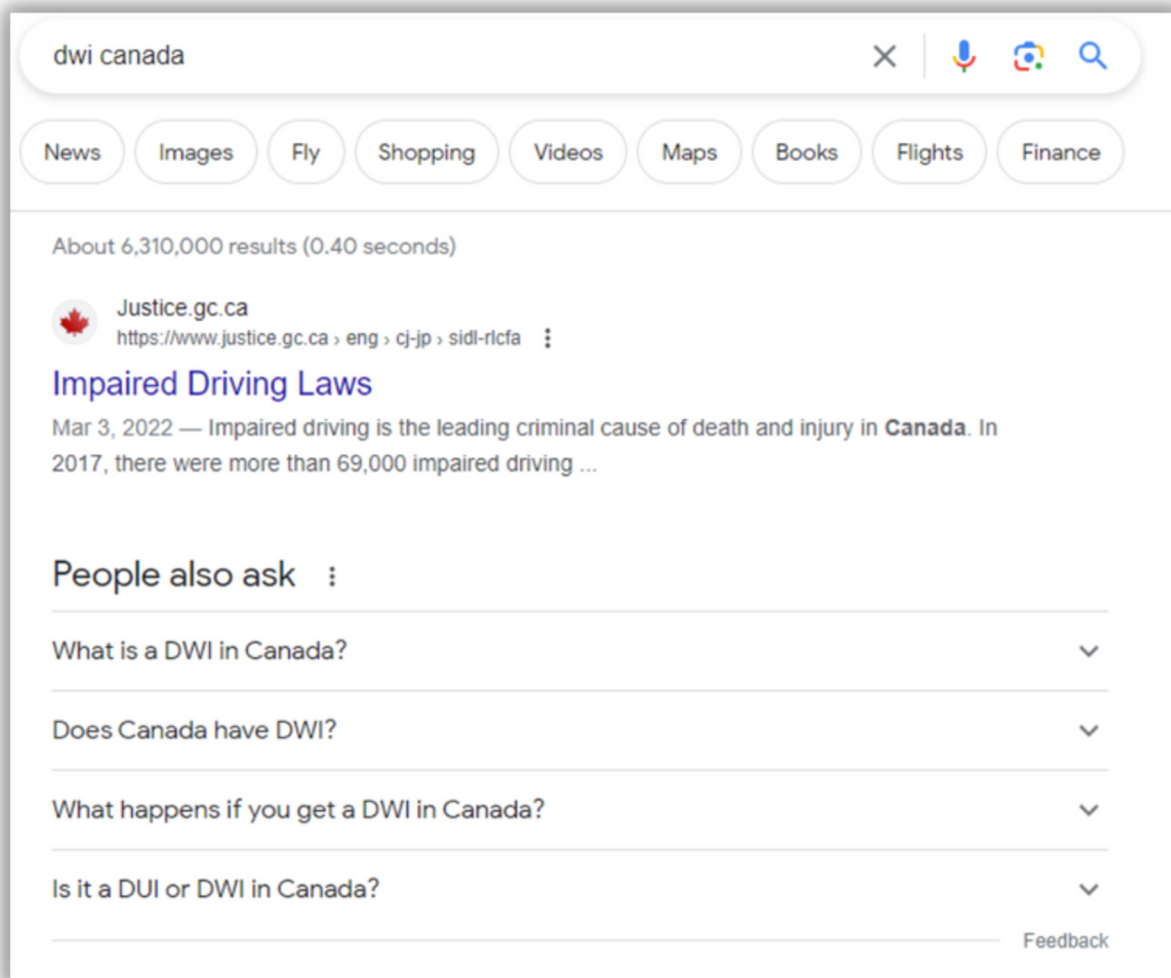 dwi canada
News Images Fly Shopping Videos Maps Books Flights Finance
About 6,310,000 results (0.40 seconds)
Justice.gc.ca
https://www.justice.gc.ca › eng › cj-jp › sidl-rlcfa
Impaired Driving Laws
Mar 3, 2022 — Impaired driving is the leading criminal cause of death and injury in Canada. In
2017, there were more than 69,000 impaired driving ...
People also ask
What is a DWI in Canada?
Does Canada have DWI?
What happens if you get a DWI in Canada?
Is it a DUI or DWI in Canada?
Feedback